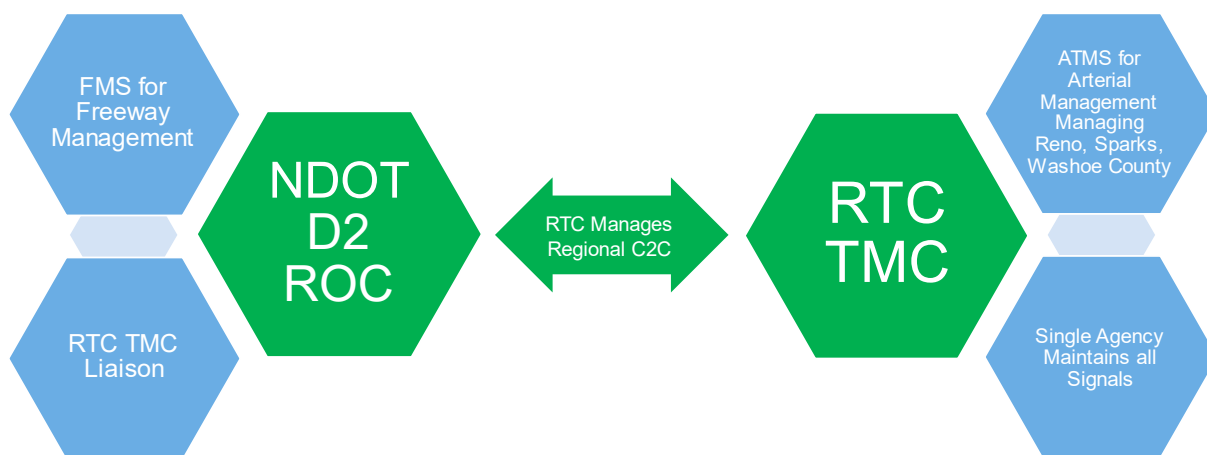 FMS for
Freeway
Management
RTC TMC
Liaison
NDOT
D2
ROC
RTC Manages
Regional C2C
RTC
TMC
ATMS for
Arterial
Management
Managing
Reno, Sparks,
Washoe County
Single Agency
Maintains all
Signals